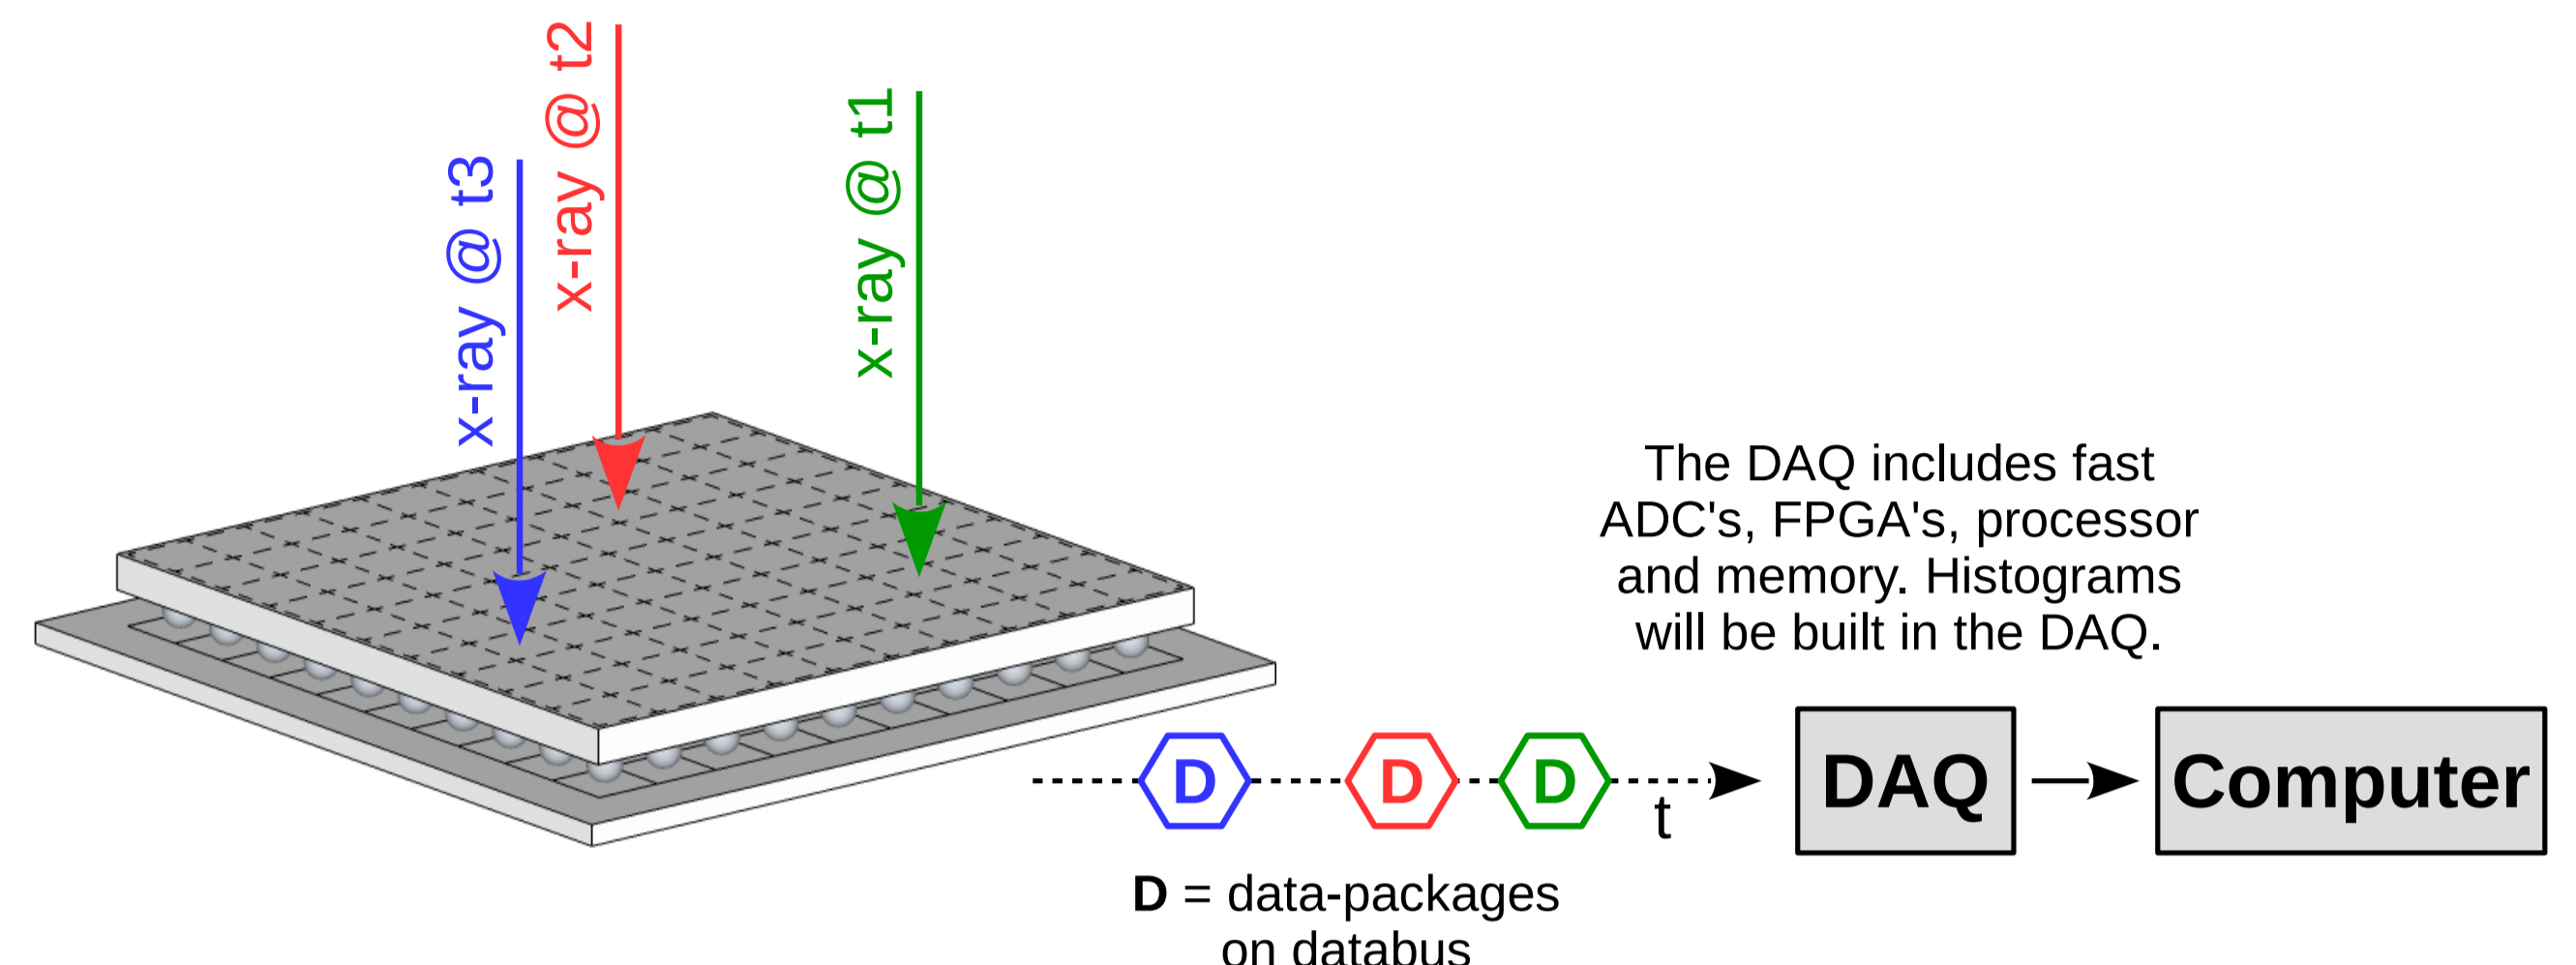 x-ray @ t3
x-ray @ t2
x-ray @ t1
The DAQ includes fast
ADC's, FPGA's, processor
and memory. Histograms
will be built in the DAQ.
D
D
D
t
DAQ
Computer
D = data-packages
on databus